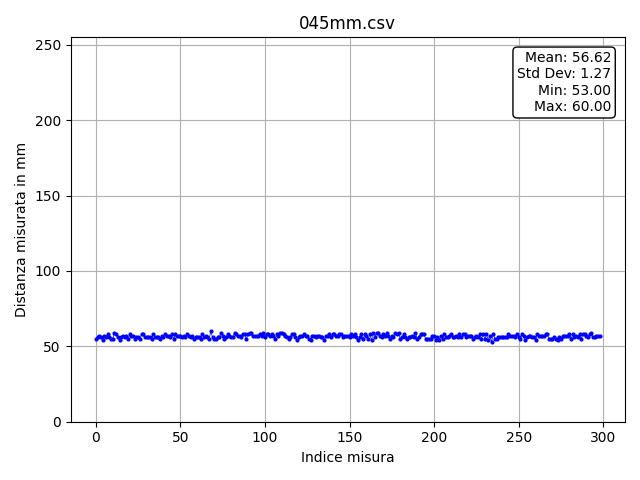 045mm.csv
250
200
150
100
50
0
Distanza misurata in mm
Mean: 56.62
Std Dev: 1.27
Min: 53.00
Max: 60.00
0 50 100 150 200 250 300
Indice misura